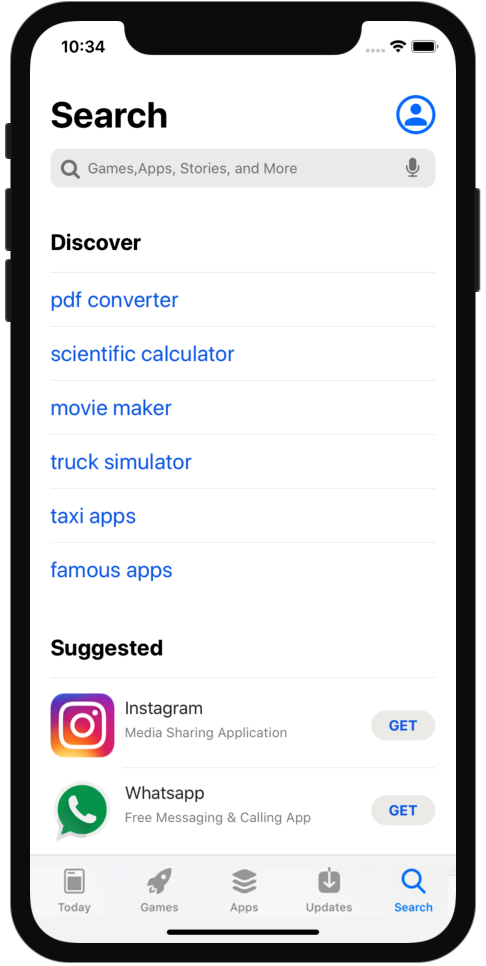 10:34
Search
Games,Apps, Stories, and More
Discover
pdf converter
scientific calculator
movie maker
truck simulator
taxi apps
famous apps
Suggested
Instagram
Media Sharing Application
GET
Whatsapp
Free Messaging & Calling App
GET
Today Games Apps Updates Search